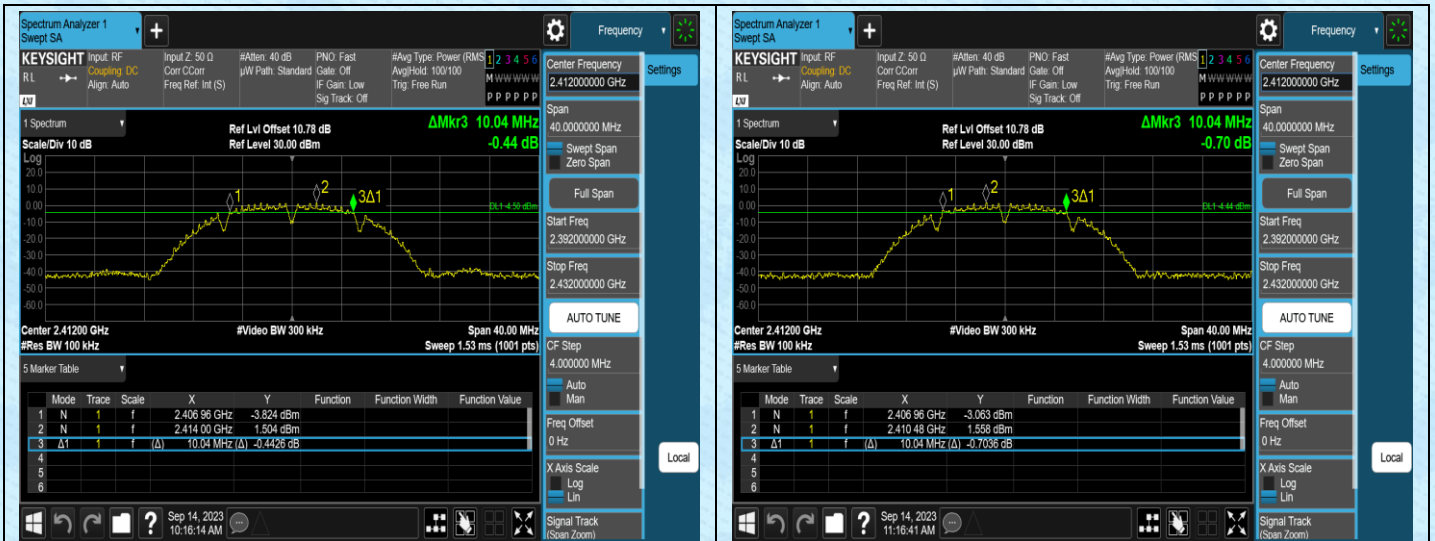 Spectrum Analyzer 1
Swept SA
Frequency
KEYSIGHT Input: RF Input Z: 50 Ω #Atten: 40 dB PNO: Fast #Avg Type: Power (RMS 1 2 3 4 5 6
R L Coupling: DC Corr CCorr µW Path: Standard Gate: Off Avg|Hold: 100/100 M W W W W W
Align: Auto Freq Ref: Int (S) IF Gain: Low Trig: Free Run
LXI Sig Track: Off P P P P P P
Center Frequency
2.412000000 GHz
Settings
Span
40.0000000 MHz
Swept Span
Zero Span
Full Span
Start Freq
2.392000000 GHz
Stop Freq
2.432000000 GHz
AUTO TUNE
CF Step
4.000000 MHz
Auto
Man
Freq Offset
0 Hz
X Axis Scale
Log
Lin
Signal Track
(Span Zoom)
Local
1 Spectrum
Scale/Div 10 dB
Ref Lvl Offset 10.78 dB
Ref Level 30.00 dBm
ΔMkr3 10.04 MHz
-0.44 dB
Log
20.0
10.0
0.00
-10.0
-20.0
-30.0
-40.0
-50.0
-60.0
1
2
3Δ1
DL1 -4.50 dBm
Center 2.41200 GHz #Video BW 300 kHz Span 40.00 MHz
#Res BW 100 kHz Sweep 1.53 ms (1001 pts)
5 Marker Table
Mode Trace Scale X Y Function Function Width Function Value
1 N 1 f 2.406 96 GHz -3.824 dBm
2 N 1 f 2.414 00 GHz 1.504 dBm
3 Δ1 1 f (Δ) 10.04 MHz (Δ) -0.4426 dB
4
5
6
?
Sep 14, 2023
10:16:14 AM
Spectrum Analyzer 1
Swept SA
Frequency
KEYSIGHT Input: RF Input Z: 50 Ω #Atten: 40 dB PNO: Fast #Avg Type: Power (RMS 1 2 3 4 5 6
R L Coupling: DC Corr CCorr µW Path: Standard Gate: Off Avg|Hold: 100/100 M W W W W W
Align: Auto Freq Ref: Int (S) IF Gain: Low Trig: Free Run
LXI Sig Track: Off P P P P P P
Center Frequency
2.412000000 GHz
Settings
Span
40.0000000 MHz
Swept Span
Zero Span
Full Span
Start Freq
2.392000000 GHz
Stop Freq
2.432000000 GHz
AUTO TUNE
CF Step
4.000000 MHz
Auto
Man
Freq Offset
0 Hz
X Axis Scale
Log
Lin
Signal Track
(Span Zoom)
Local
1 Spectrum
Scale/Div 10 dB
Ref Lvl Offset 10.78 dB
Ref Level 30.00 dBm
ΔMkr3 10.04 MHz
-0.70 dB
Log
20.0
10.0
0.00
-10.0
-20.0
-30.0
-40.0
-50.0
-60.0
1
2
3Δ1
DL1 -4.44 dBm
Center 2.41200 GHz #Video BW 300 kHz Span 40.00 MHz
#Res BW 100 kHz Sweep 1.53 ms (1001 pts)
5 Marker Table
Mode Trace Scale X Y Function Function Width Function Value
1 N 1 f 2.406 96 GHz -3.063 dBm
2 N 1 f 2.410 48 GHz 1.558 dBm
3 Δ1 1 f (Δ) 10.04 MHz (Δ) -0.7036 dB
4
5
6
?
Sep 14, 2023
11:16:41 AM